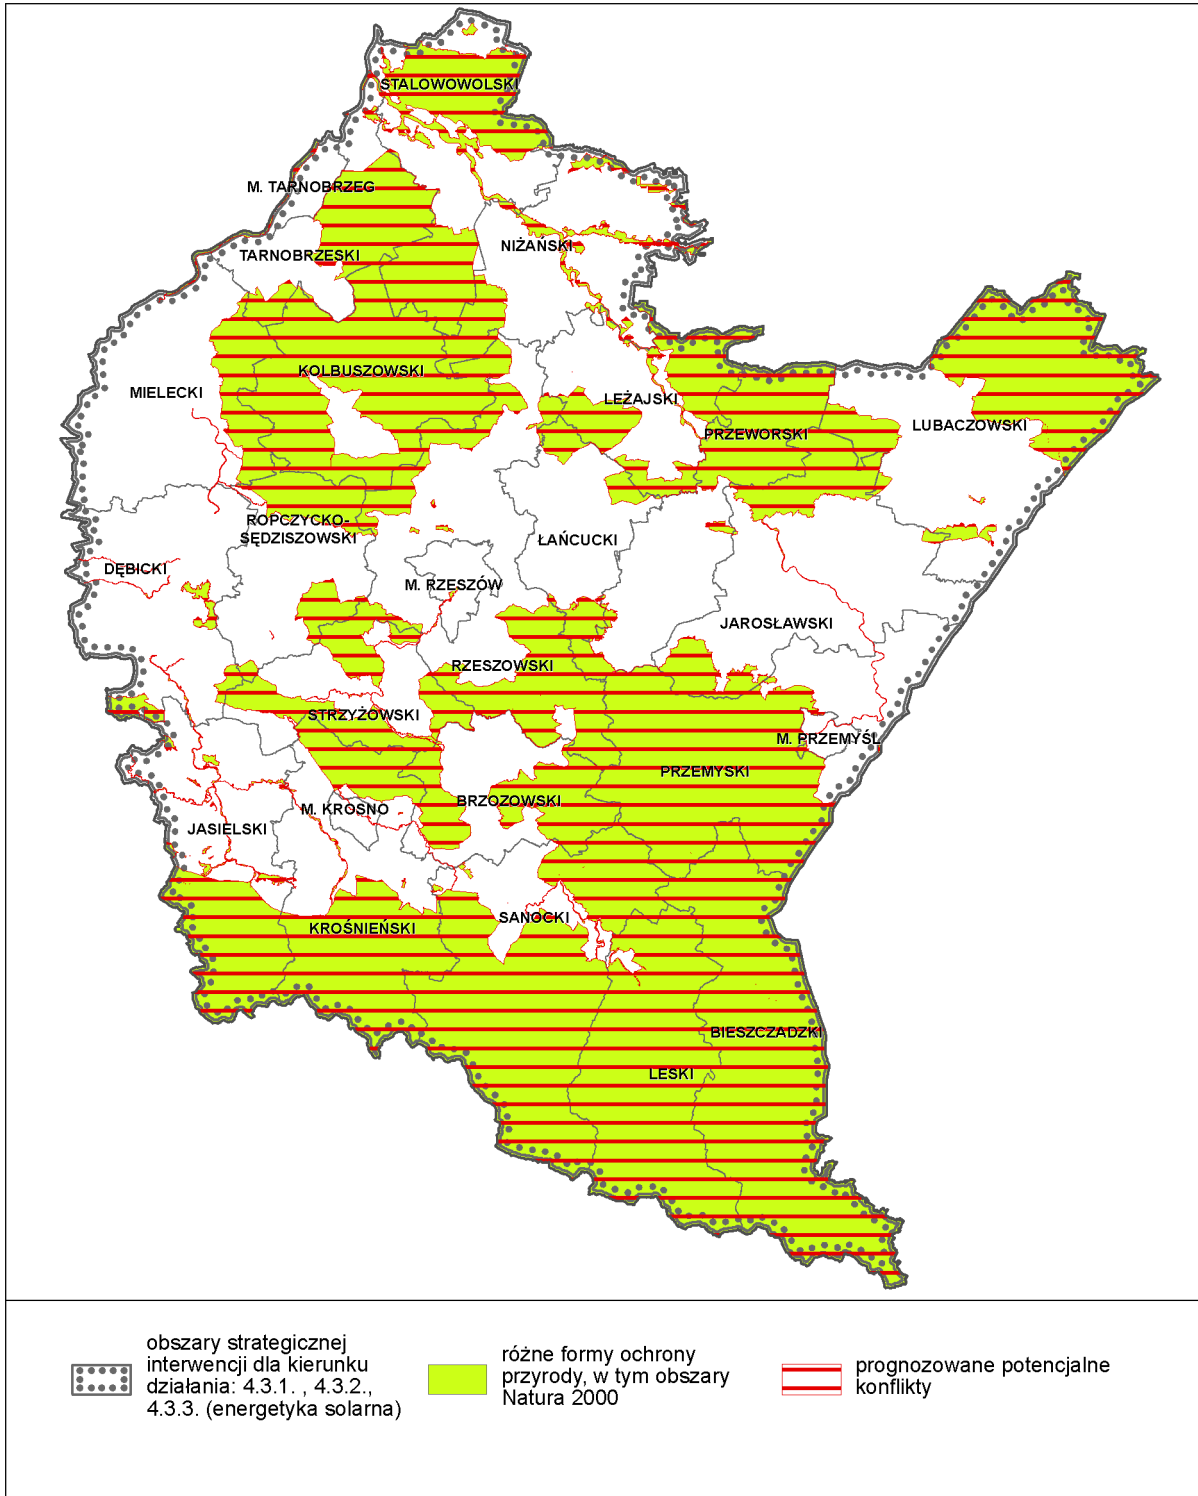 STALOWOWOLSKI
M. TARNOBRZEG
NIŻAŃSKI
TARNOBRZESKI
KOLBUSZOWSKI
MIELECKI
LEŻAJSKI
PRZEWORSKI
LUBACZOWSKI
ROPCZYCKO-
SĘDZISZOWSKI
ŁAŃCUCKI
DĘBICKI
M. RZESZÓW
JAROSŁAWSKI
RZESZOWSKI
STRZYŻOWSKI
M. PRZEMYŚL
PRZEMYSKI
BRZOZOWSKI
M. KROSNO
JASIELSKI
SANOCKI
KROŚNIEŃSKI
BIESZCZADZKI
LESKI
obszary strategicznej
interwencji dla kierunku
działania: 4.3.1. , 4.3.2.,
4.3.3. (energetyka solarna)
różne formy ochrony
przyrody, w tym obszary
Natura 2000
prognozowane potencjalne
konflikty